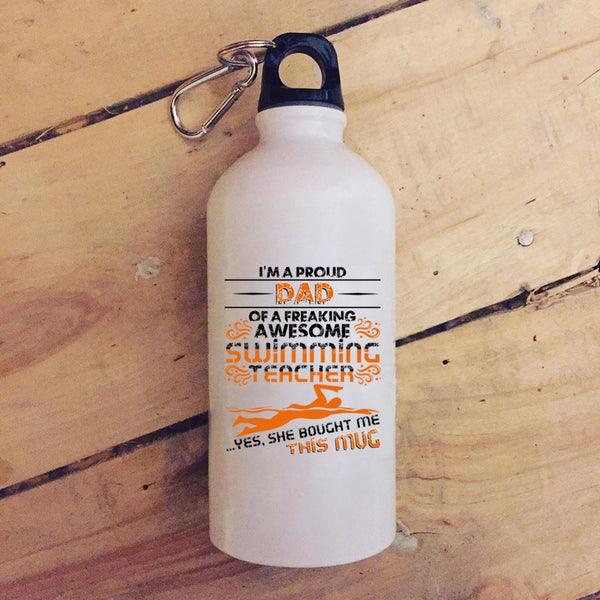 I'M A PROUD
DAD
OF A FREAKING
AWESOME
SWIMMING
TEACHER
...YES, SHE BOUGHT ME
THIS MUG